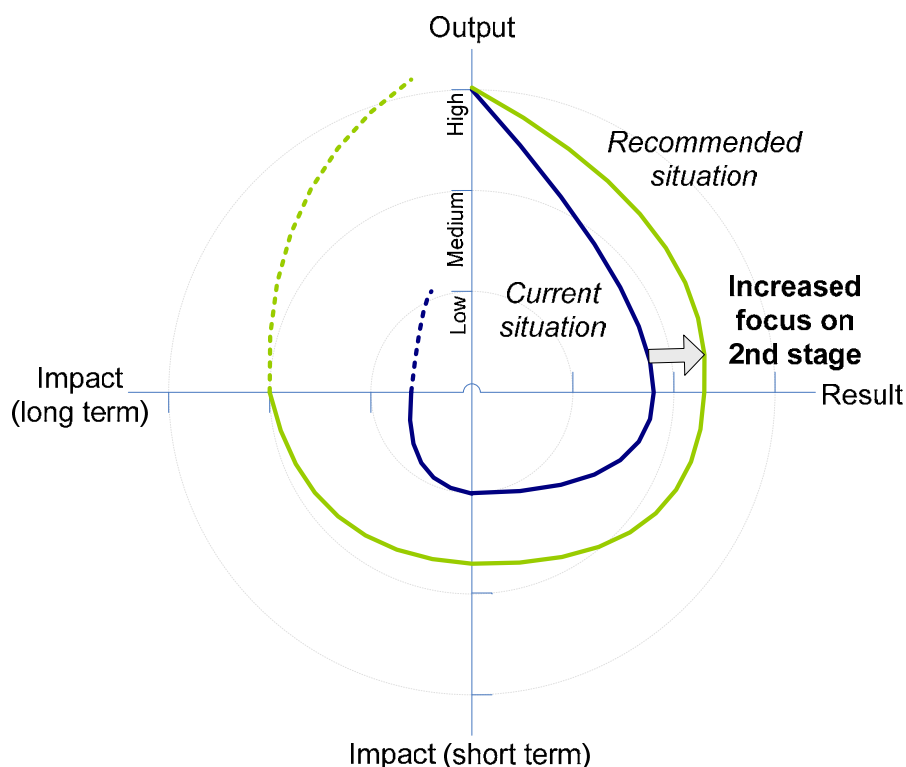 Output
High
Medium
Low
Recommended
situation
Current
situation
Increased
focus on
2nd stage
Impact
(long term)
Result
Impact (short term)